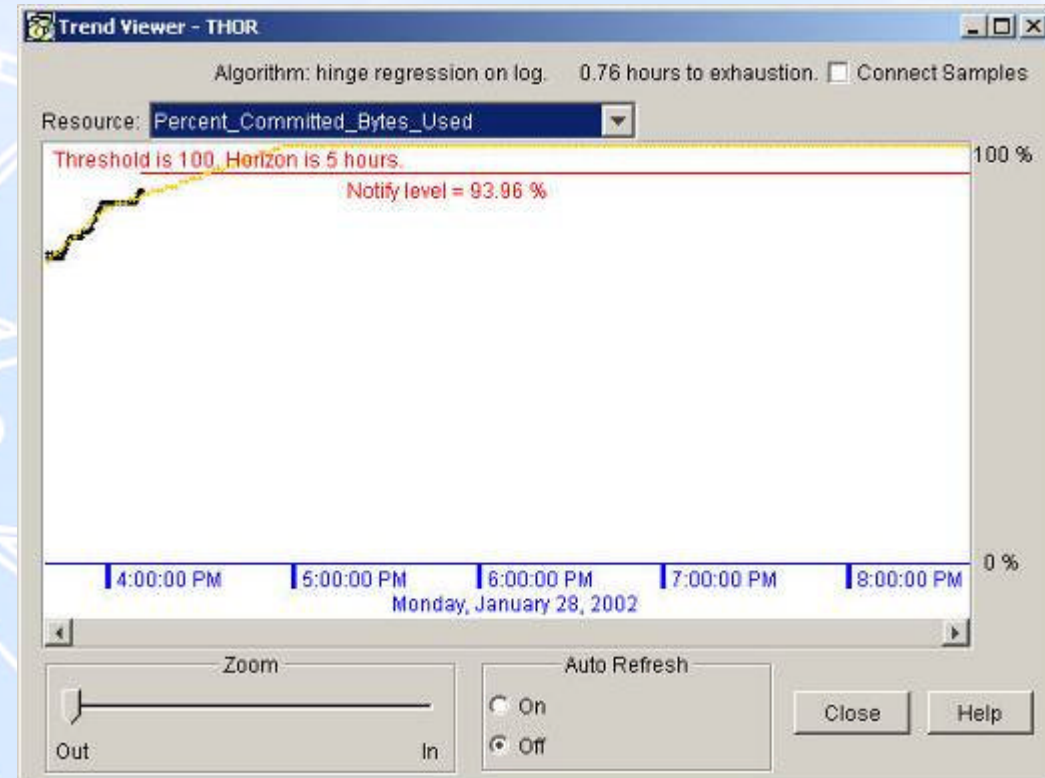 Trend Viewer - THOR
Algorithm: hinge regression on log. 0.76 hours to exhaustion. Connect Samples
Resource: Percent_Committed_Bytes_Used
Threshold is 100, Horizon is 5 hours.
100 %
Notify level = 93.96 %
0 %
4:00:00 PM 5:00:00 PM 6:00:00 PM 7:00:00 PM 8:00:00 PM
Monday, January 28, 2002
Zoom
Out In
Auto Refresh
On
Off
Close Help